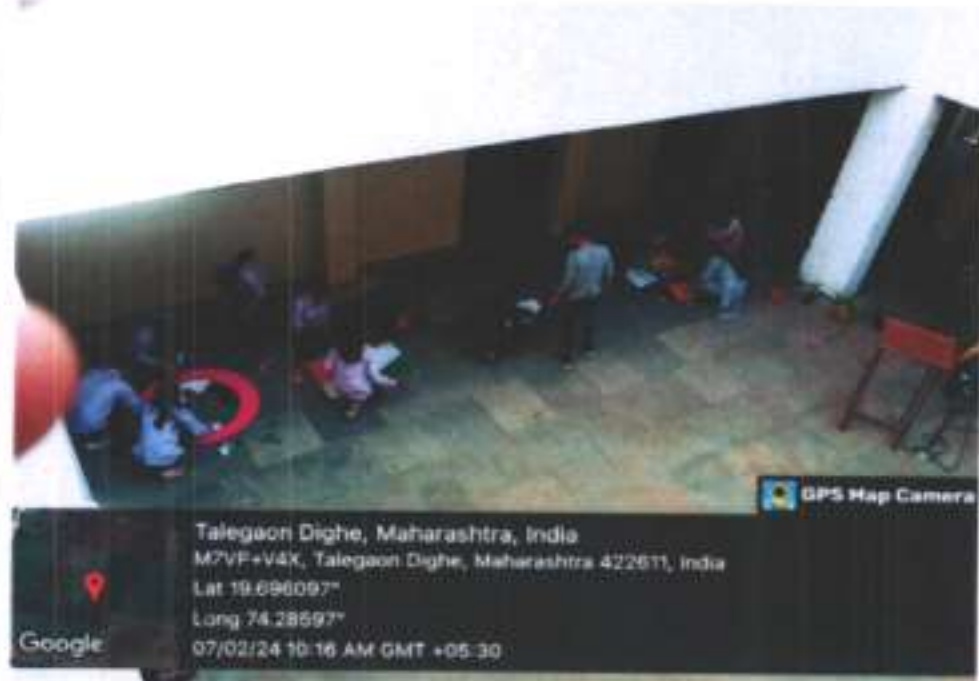 GPS Map Camera
Talegaon Dighe, Maharashtra, India
M7VP+V4X, Talegaon Dighe, Maharashtra 422611, India
Lat 19.696097°
Long 74.28597°
07/02/24 10:16 AM GMT +05:30
Google